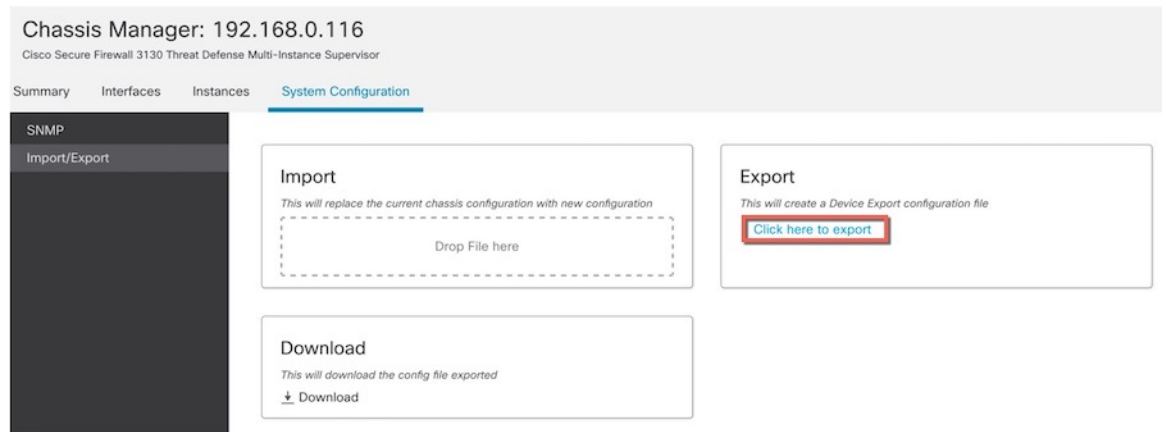 Chassis Manager: 192.168.0.116
Cisco Secure Firewall 3130 Threat Defense Multi-Instance Supervisor
Summary Interfaces Instances System Configuration
SNMP
Import/Export
Import
This will replace the current chassis configuration with new configuration
Drop File here
Export
This will create a Device Export configuration file
Click here to export
Download
This will download the config file exported
Download